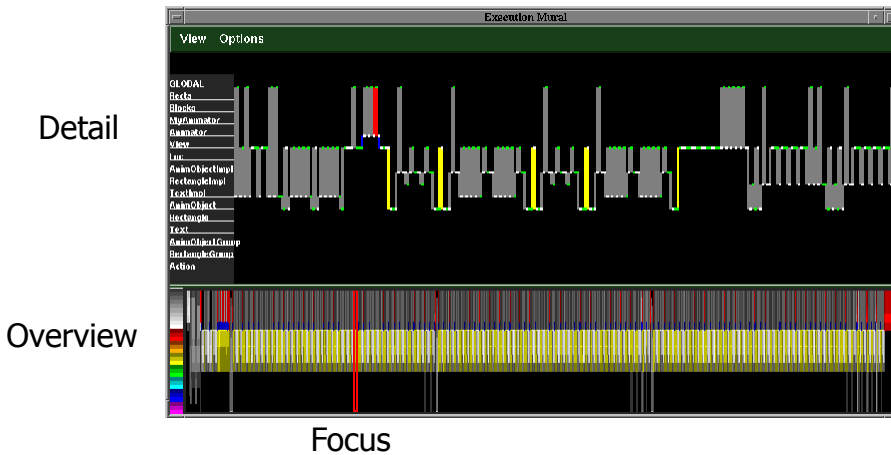 Execution Mural
View Options
Detail
GLOBAL
Rects
Blocks
MyAnimator
Animator
View
AnimObjectImpl
RectangleImpl
TextImpl
AnimObject
Rectangle
Text
AnimObjectGroup
RectangleGroup
Action
Overview
Focus